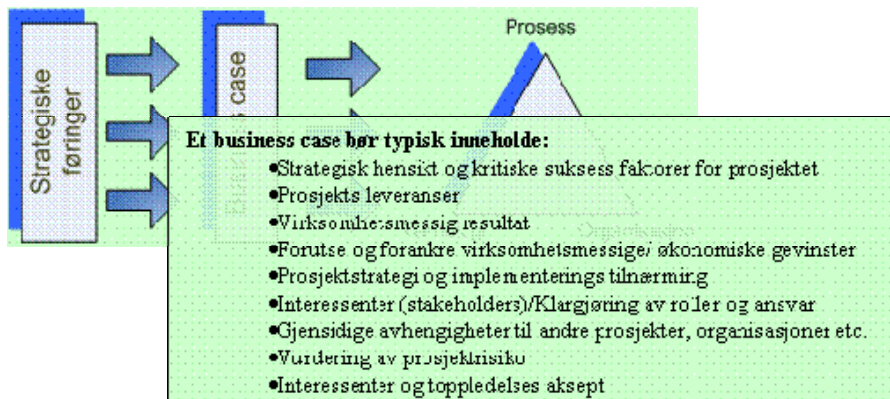 Prosess
Strategiske
føringer
case
Et business case bør typisk inneholde:
•Strategisk hensikt og kritiske suksess faktorer for prosjektet
•Prosjekts leveranser
•Virksomhetsmessig resultat
•Forutse og forankre virksomhetsmessige/ økonomiske gevinster
•Prosjektstrategi og implementerings tilnærming
•Interessenter (stakeholders)/Klargjøring av roller og ansvar
•Gjensidige avhengigheter til andre prosjekter, organisasjoner etc.
•Vurdering av prosjektrisiko
•Interessenter og toppledelses aksept